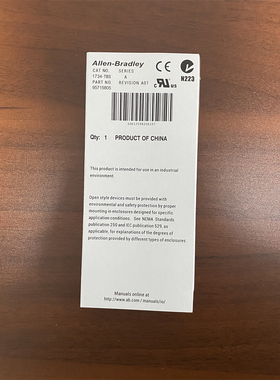 Allen-Bradley
CAT NO. SERIES
1734-TBS A
PART NO REVISION A01
95715605
C UL US
N223
Qty: 1 PRODUCT OF CHINA
This product is intended for use in an industrial
environment.
Open style devices must be provided with
environmental and safety protection by proper
mounting in enclosures designed for specific
application conditions. See NEMA Standards
publication 250 and IEC publication 529, as
applicable, for explanations of the degrees of
protection provided by different types of enclosures.
Manuals online at
http://www.ab.com/manuals/io/